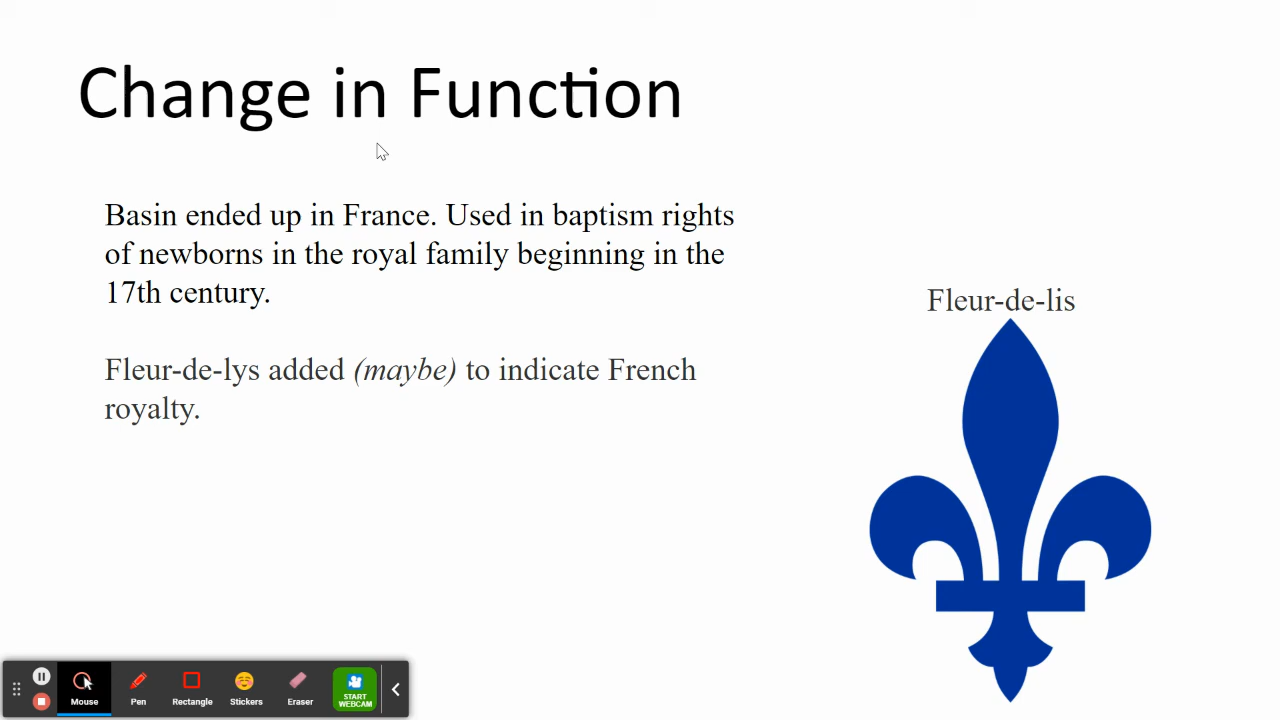 Change in Function
Basin ended up in France. Used in baptism rights
of newborns in the royal family beginning in the
17th century.
Fleur-de-lys added (maybe) to indicate French
royalty.
Fleur-de-lis
Mouse
Pen
Rectangle
Stickers
Eraser
START
WEBCAM